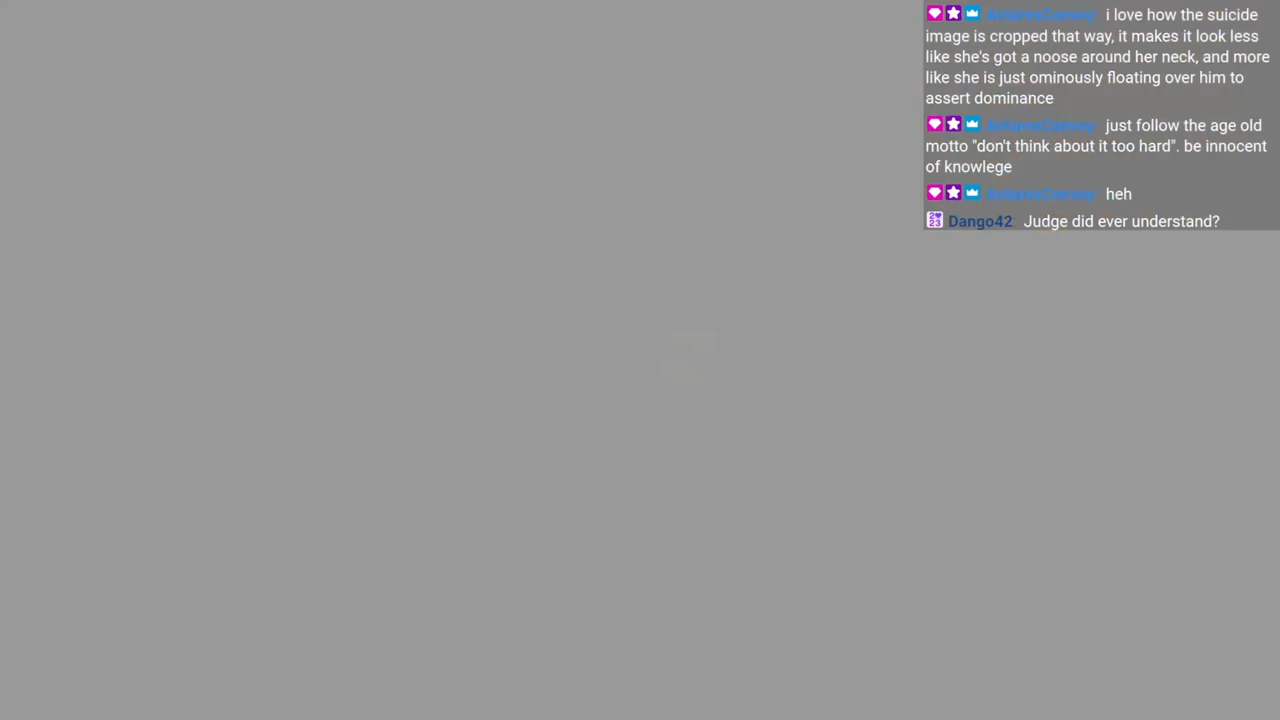 i love how the suicide
image is cropped that way, it makes it look less
like she's got a noose around her neck, and more
like she is just ominously floating over him to
assert dominance
just follow the age old
motto "don't think about it too hard". be innocent
of knowlege
heh
Dango42: Judge did ever understand?